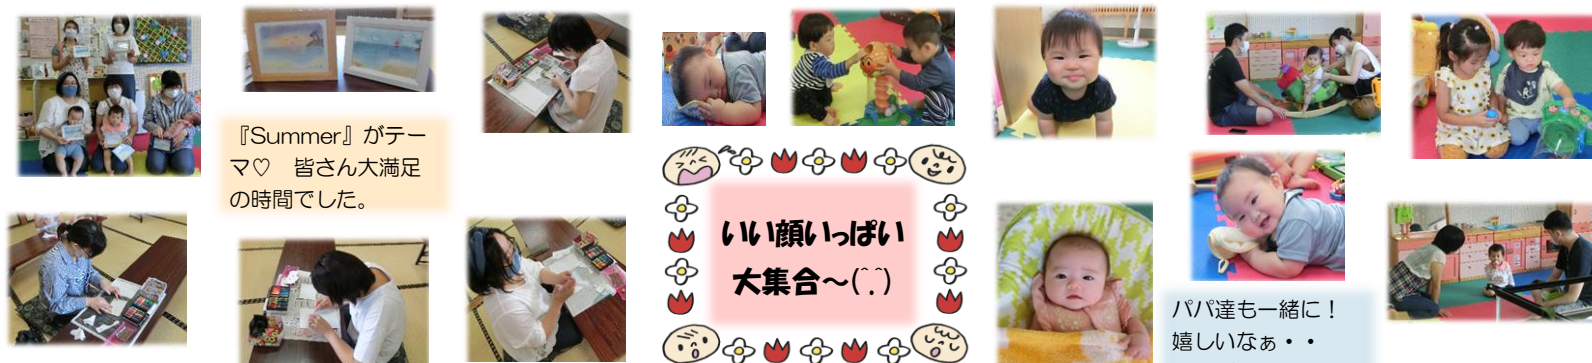 『Summer』がテー
マ♡　皆さん大満足
の時間でした。
いい顔いっぱい
大集合～(^.^)
パパ達も一緒に！
嬉しいなぁ・・